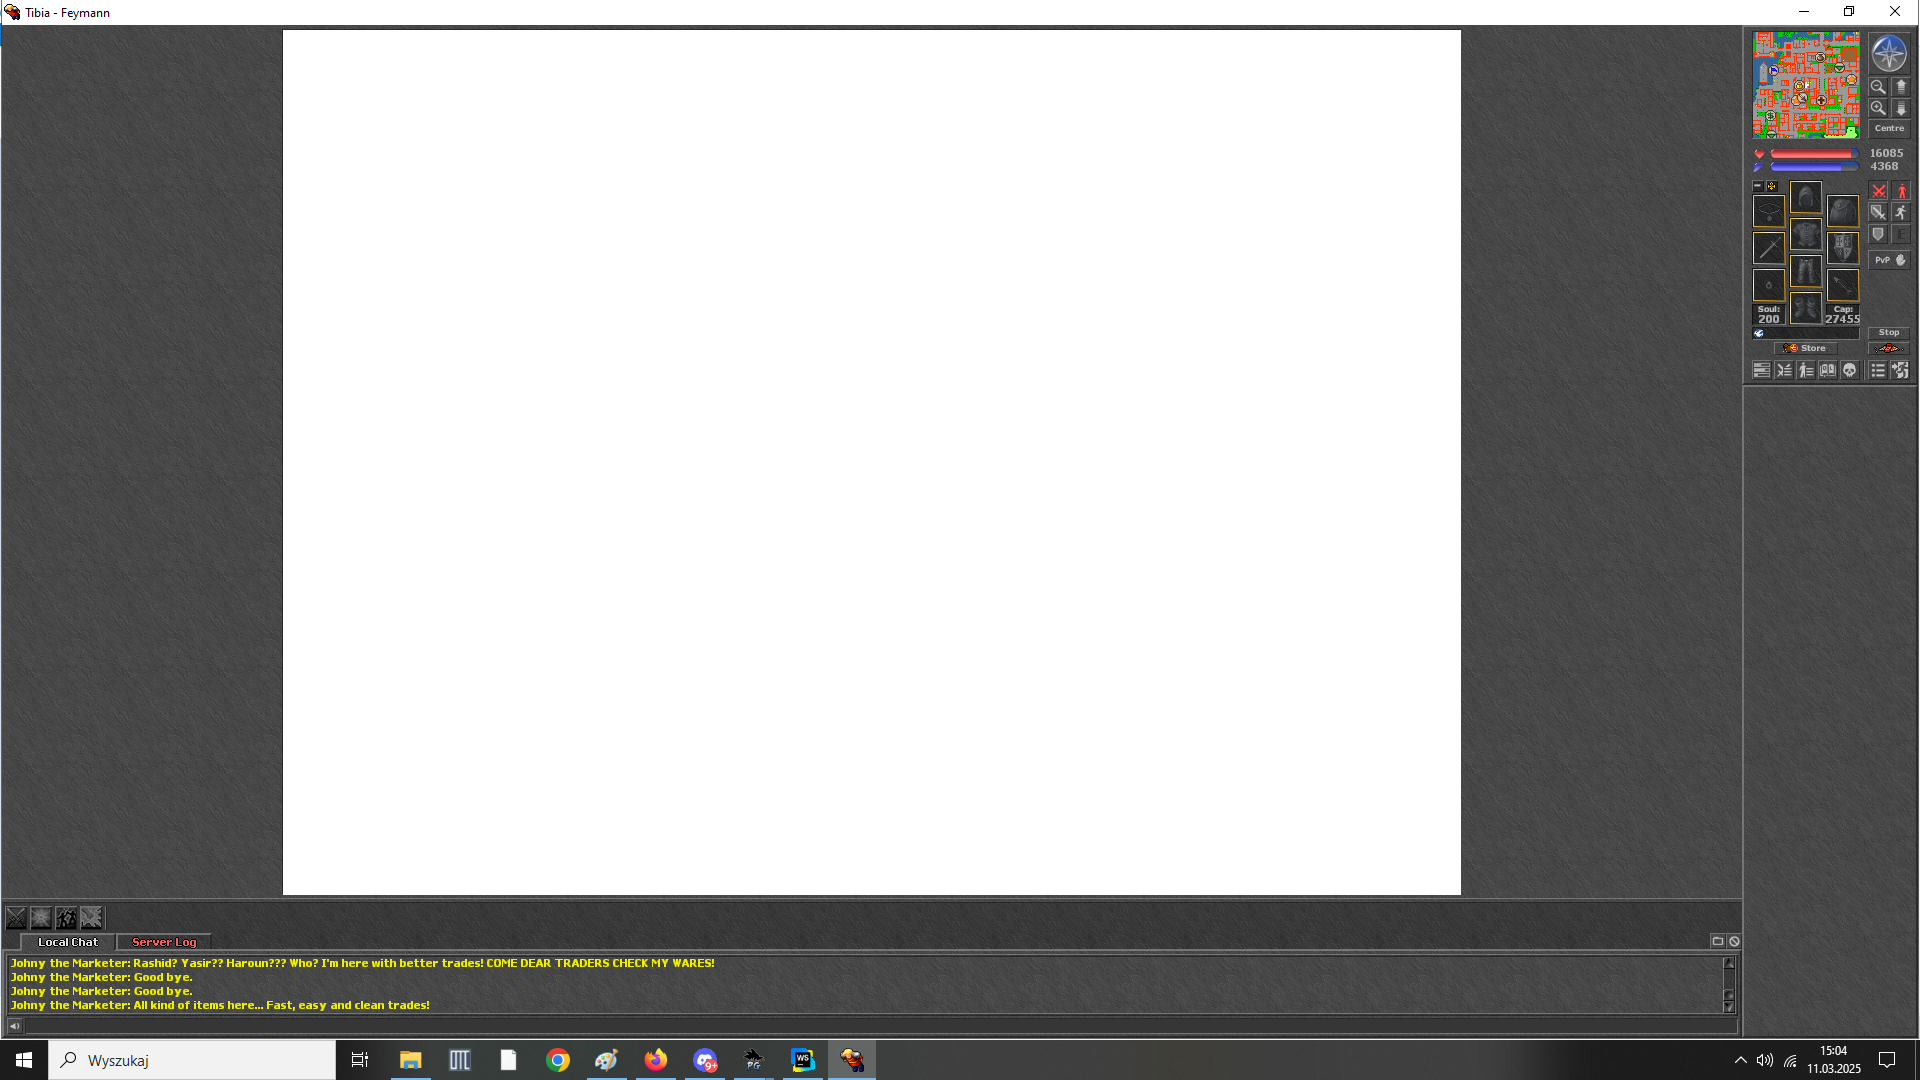 Tibia - Feymann
Centre
16085
4368
PvP
Soul:
200
Cap:
27455
Stop
Store
Local Chat
Server Log
Johny the Marketer: Rashid? Yasir?? Haroun??? Who? I'm here with better trades! COME DEAR TRADERS CHECK MY WARES!
Johny the Marketer: Good bye.
Johny the Marketer: Good bye.
Johny the Marketer: All kind of items here... Fast, easy and clean trades!
Wyszukaj
9+
PG
WS
15:04
11.03.2025